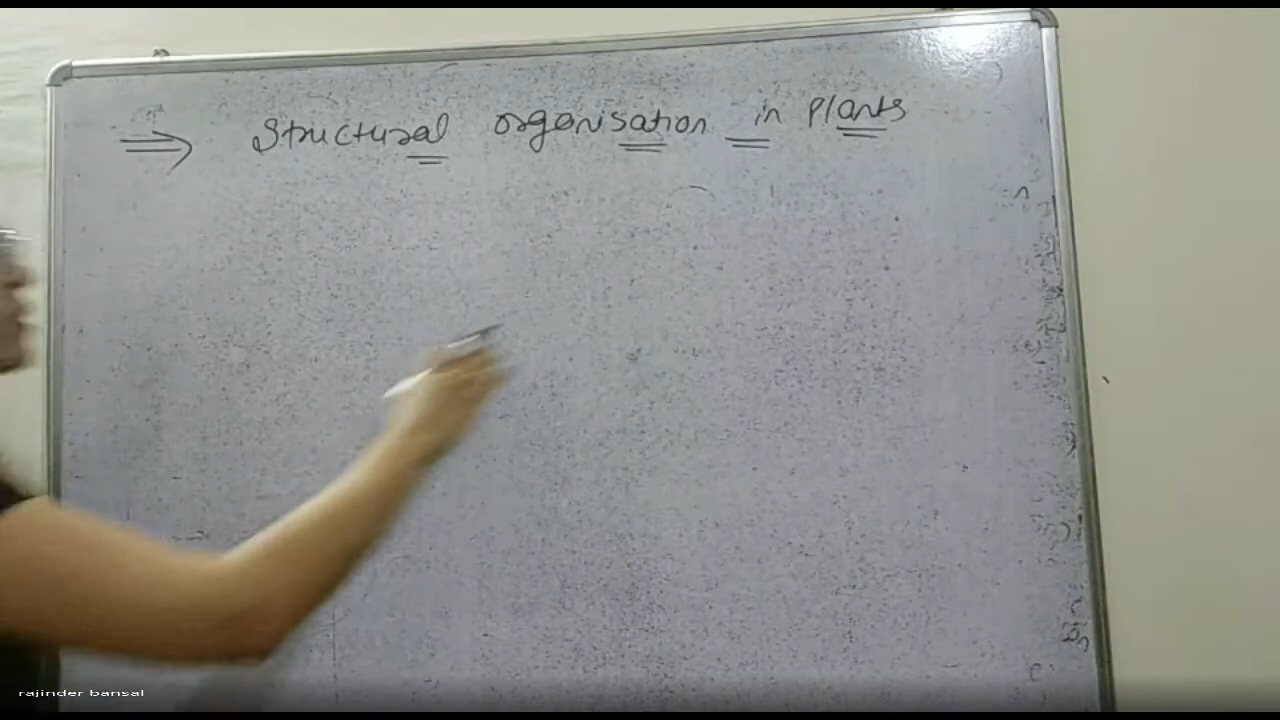 ⇒ Structural organisation in Plants
rajinder bansal